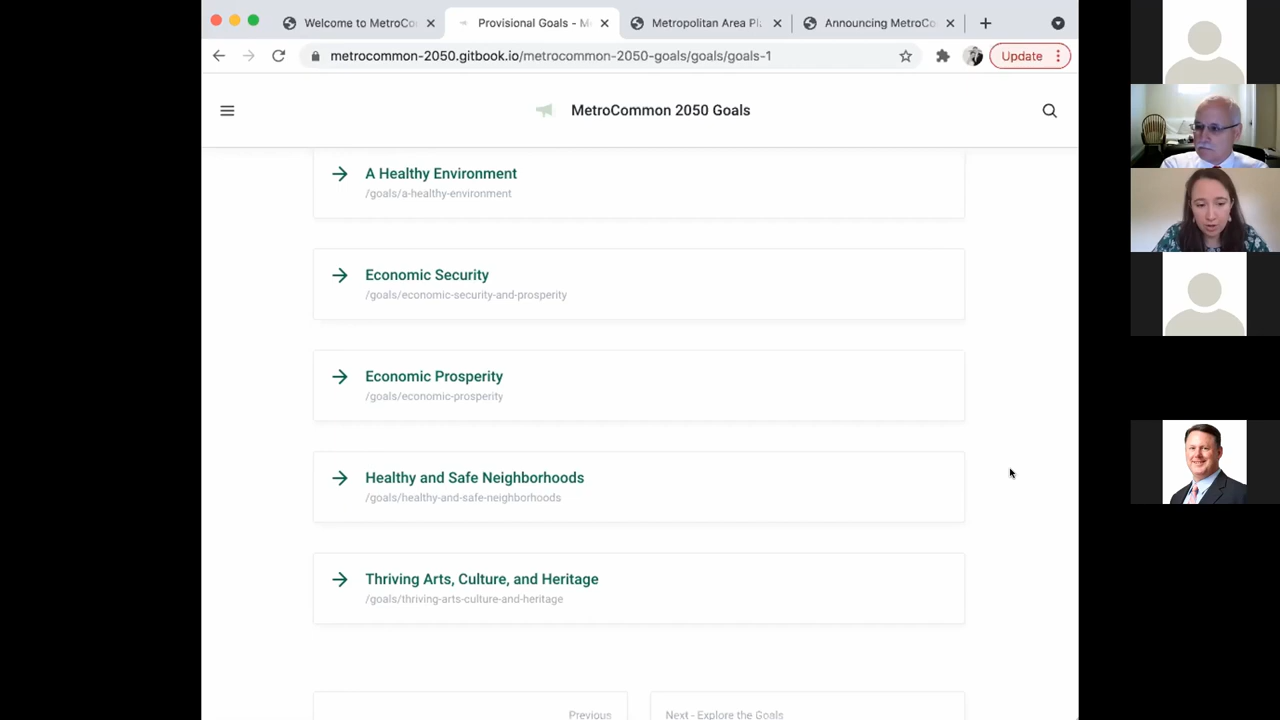 Welcome to MetroCo
Provisional Goals - M
Metropolitan Area Pl
Announcing MetroCo
metrocommon-2050.gitbook.io/metrocommon-2050-goals/goals/goals-1
Update
MetroCommon 2050 Goals
A Healthy Environment
/goals/a-healthy-environment
Economic Security
/goals/economic-security-and-prosperity
Economic Prosperity
/goals/economic-prosperity
Healthy and Safe Neighborhoods
/goals/healthy-and-safe-neighborhoods
Thriving Arts, Culture, and Heritage
/goals/thriving-arts-culture-and-heritage
Previous
Next - Explore the Goals